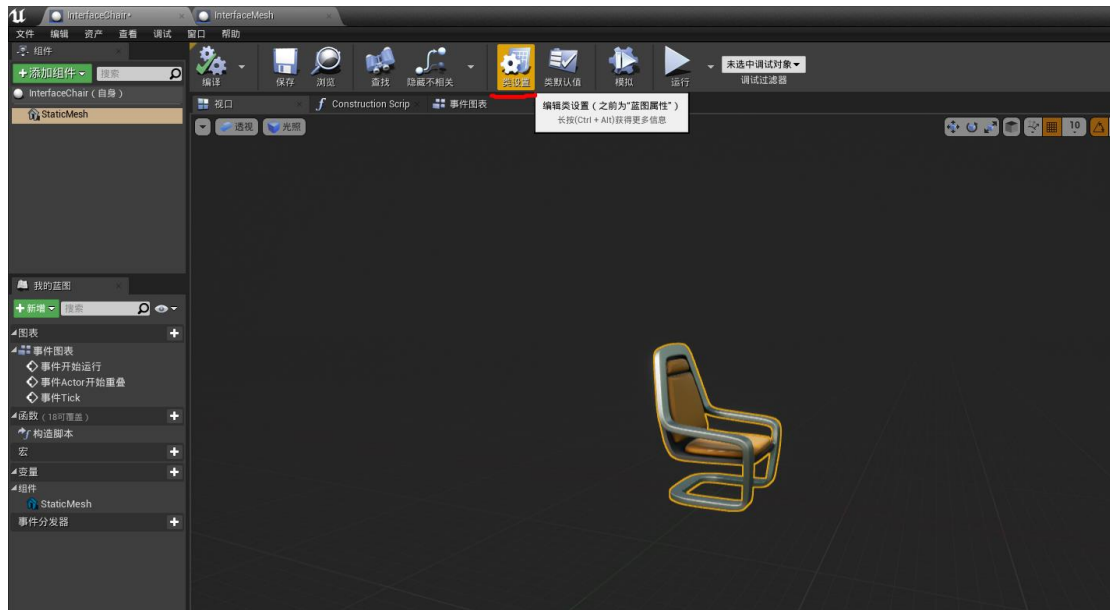 InterfaceChair*
InterfaceMesh
文件 编辑 资产 查看 调试 窗口 帮助
组件
+添加组件
搜索
InterfaceChair(自身)
StaticMesh
编译
保存
浏览
查找
隐藏不相关
类设置
类默认值
模拟
运行
未选中调试对象
调试过滤器
视口
Construction Scrip
事件图表
编辑类设置(之前为"蓝图属性")
长按(Ctrl + Alt)获得更多信息
透视
光照
10
我的蓝图
+新增
搜索
图表
事件图表
事件开始运行
事件Actor开始重叠
事件Tick
函数(18可覆盖)
构造脚本
宏
变量
组件
StaticMesh
事件分发器